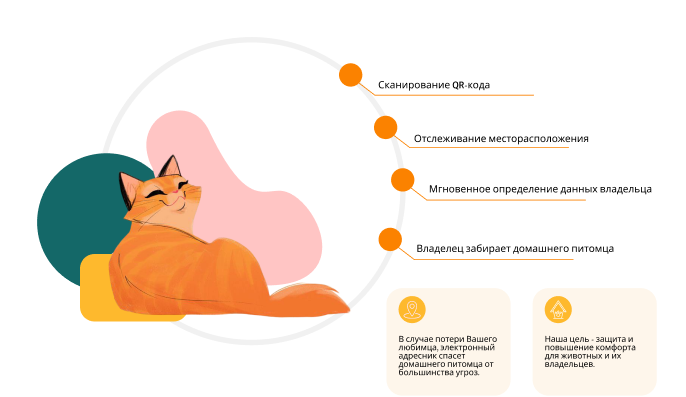 Сканирование QR-кода
Отслеживание месторасположения
Мгновенное определение данных владельца
Владелец забирает домашнего питомца
В случае потери Вашего
любимца, электронный
адресник спасет
домашнего питомца от
большинства угроз.
Наша цель - защита и
повышение комфорта
для животных и их
владельцев.